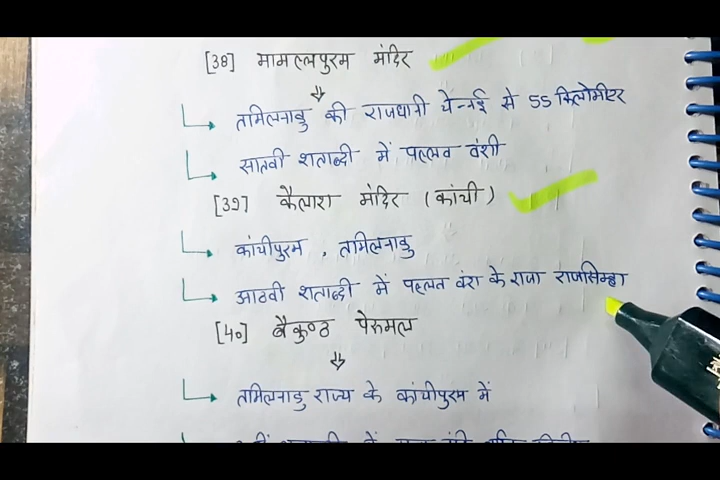 [38] मामल्लपुरम मंदिर
तमिलनाडु की राजधानी चेन्नई से 55 किलोमीटर
सातवी शताब्दी में पल्लव वंशी
[39] कैलाश मंदिर (कांची)
कांचीपुरम , तमिलनाडु
आठवी शताब्दी में पल्लव वंश के राजा राजसिम्हा
[40] बैकुण्ठ पेरुमल
तमिलनाडु राज्य के कांचीपुरम में